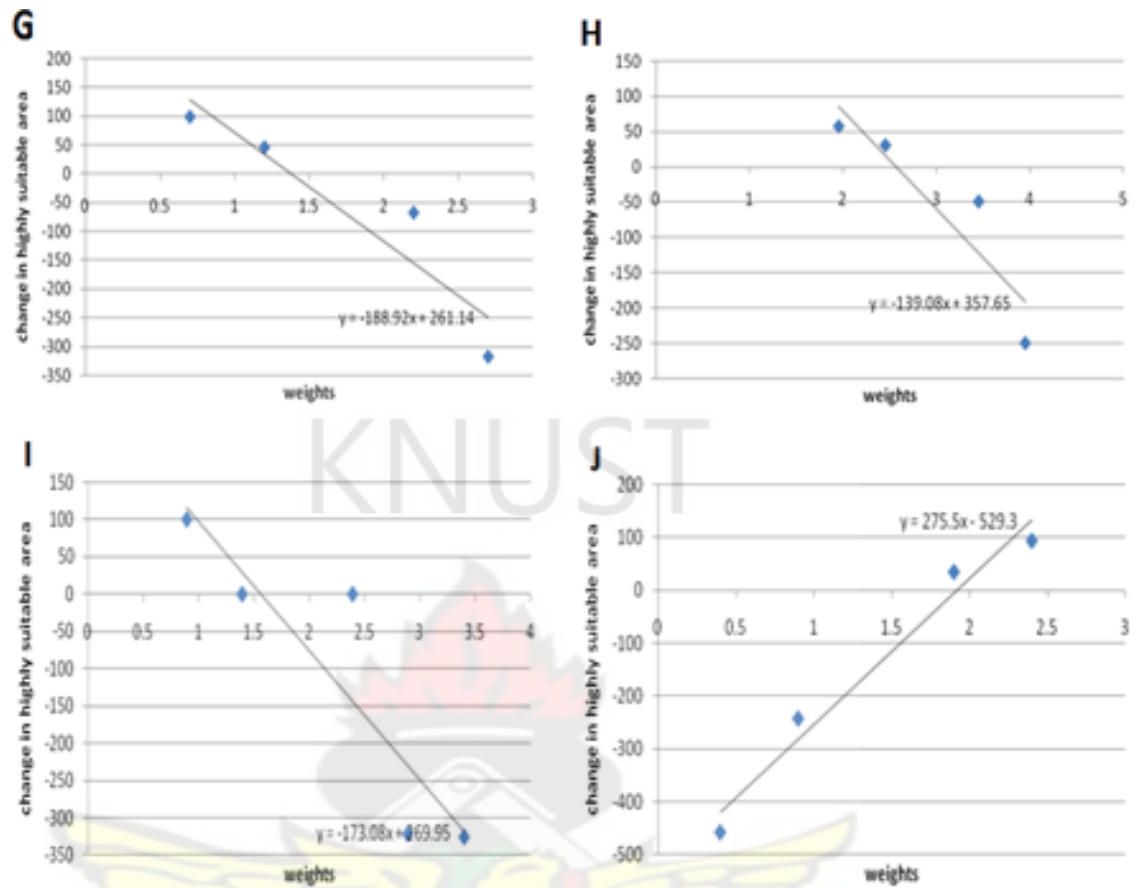 G
change in highly suitable area
200
150
100
50
0
-50
-100
-150
-200
-250
-300
-350
0 0.5 1 1.5 2 2.5 3
y = -188.92x + 261.14
weights
H
change in highly suitable area
150
100
50
0
-50
-100
-150
-200
-250
-300
0 1 2 3 4 5
y = -139.08x + 357.65
weights
KNUST
I
change in highly suitable area
150
100
50
0
-50
-100
-150
-200
-250
-300
-350
0 0.5 1 1.5 2 2.5 3 3.5 4
y = -173.08x + 269.95
weights
J
change in highly suitable area
200
100
0
-100
-200
-300
-400
-500
0 0.5 1 1.5 2 2.5 3
y = 275.5x - 529.3
weights